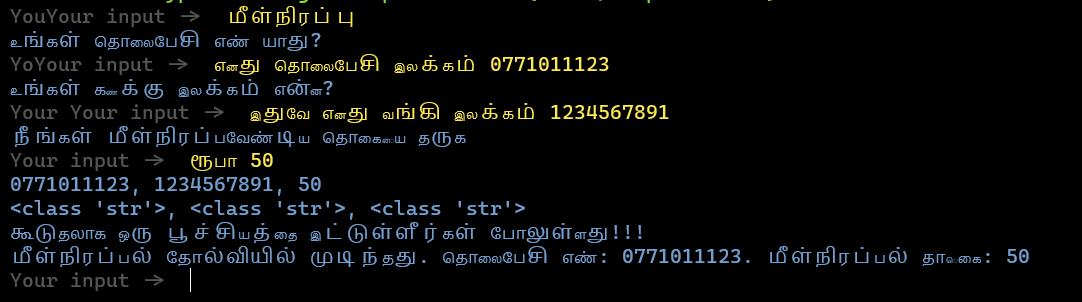 YouYour input -> மீள்நிரப்பு
உங்கள் தொலைபேசி எண் யாது?
YoYour input -> எனது தொலைபேசி இலக்கம் 0771011123
உங்கள் கணக்கு இலக்கம் என்ன?
Your Your input -> இதுவே எனது வங்கி இலக்கம் 1234567891
நீங்கள் மீள்நிரப்பவேண்டிய தொகையை தருக
Your input -> ரூபா 50
0771011123, 1234567891, 50
<class 'str'>, <class 'str'>, <class 'str'>
கூடுதலாக ஒரு பூச்சியத்தை இட்டுள்ளீர்கள் போலுள்ளது!!!
மீள்நிரப்பல் தோல்வியில் முடிந்தது. தொலைபேசி எண்: 0771011123. மீள்நிரப்பல் தாெகை: 50
Your input ->